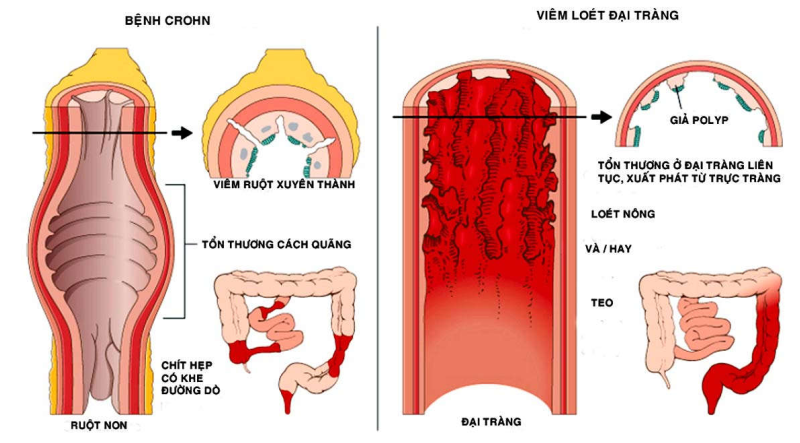 BỆNH CROHN
VIÊM RUỘT XUYÊN THÀNH
TỔN THƯƠNG CÁCH QUÃNG
CHÍT HẸP
CÓ KHE
ĐƯỜNG DÒ
RUỘT NON
VIÊM LOÉT ĐẠI TRÀNG
GIẢ POLYP
TỔN THƯƠNG Ở ĐẠI TRÀNG LIÊN
TỤC, XUẤT PHÁT TỪ TRỰC TRÀNG
LOÉT NÔNG
VÀ / HAY
TEO
ĐẠI TRÀNG